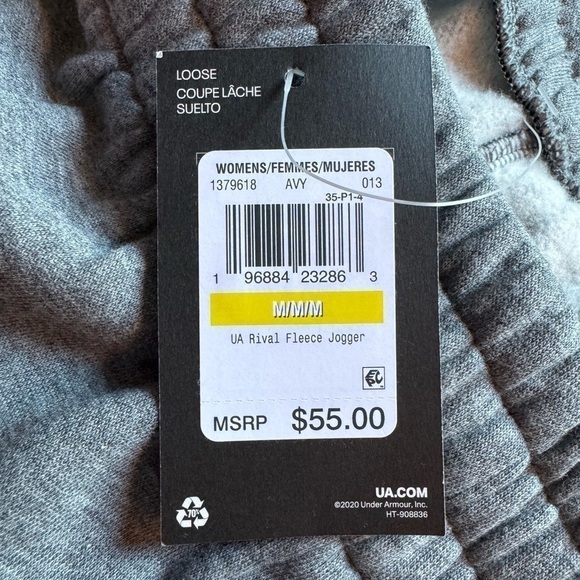 LOOSE
COUPE LÂCHE
SUELTO
WOMENS/FEMMES/MUJERES
1379618 AVY 013
35-P1-4
1 96884 23286 3
M/M/M
UA Rival Fleece Jogger
MSRP $55.00
70%
UA.COM
©2020 Under Armour, Inc.
HT-908836